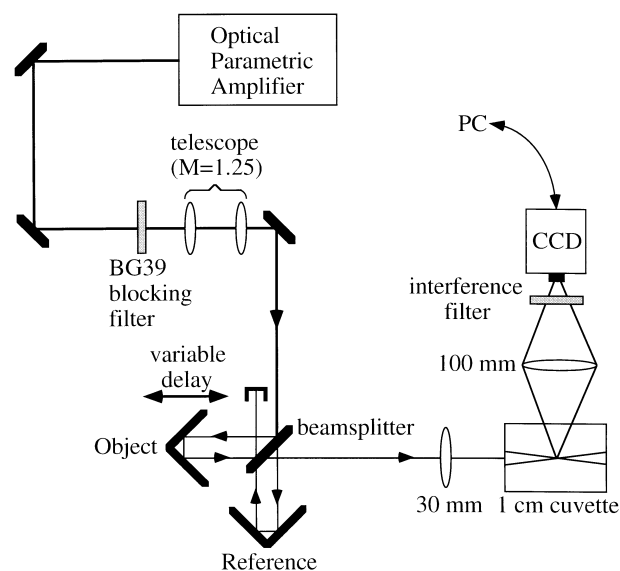 Optical
Parametric
Amplifier
telescope
(M=1.25)
PC
CCD
BG39
blocking
filter
interference
filter
variable
delay
100 mm
Object
beamsplitter
30 mm
1 cm cuvette
Reference